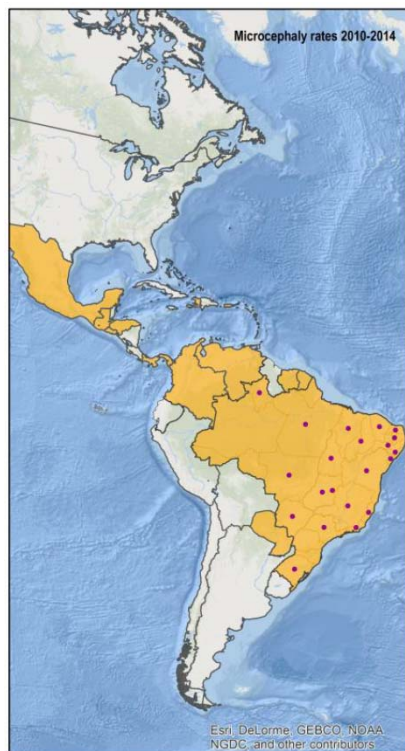 Microcephaly rates 2010-2014
Esri, DeLorme, GEBCO, NOAA
NGDC, and other contributors